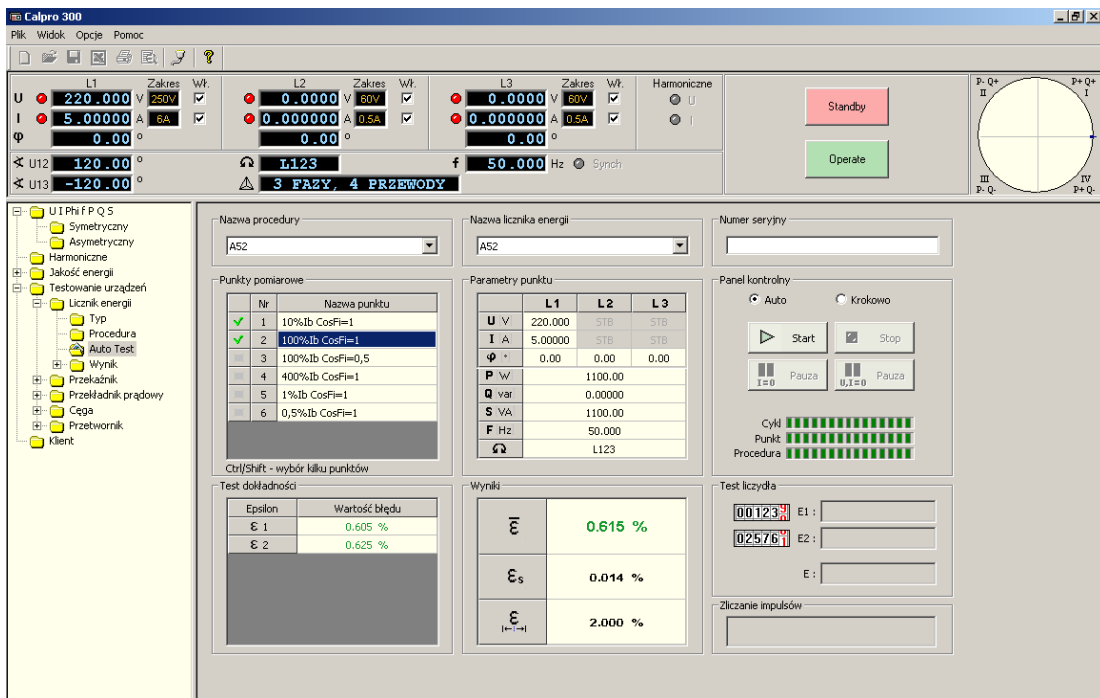 Calpro 300
Plik Widok Opcje Pomoc
L1 Zakres Wł. L2 Zakres Wł. L3 Zakres Wł. Harmoniczne
U 220.000 V 250V 0.0000 V 60V 0.0000 V 60V U
I 5.00000 A 6A 0.000000 A 0.5A 0.000000 A 0.5A I
φ 0.00 ° 0.00 ° 0.00 °
U12 120.00 ° L123 f 50.000 Hz Synch
U13 -120.00 ° 3 FAZY, 4 PRZEWODY
Standby
Operate
P- Q+ P+ Q+
II I
III IV
P- Q- P+ Q-
U I Phi f P Q S
Symetryczny
Asymetryczny
Harmoniczne
Jakość energii
Testowanie urządzeń
Licznik energii
Typ
Procedura
Auto Test
Wynik
Przekaźnik
Przekładnik prądowy
Cęga
Przetwornik
Klient
Nazwa procedury
A52
Nazwa licznika energii
A52
Numer seryjny
Punkty pomiarowe
Nr Nazwa punktu
1 10%Ib CosFi=1
2 100%Ib CosFi=1
3 100%Ib CosFi=0,5
4 400%Ib CosFi=1
5 1%Ib CosFi=1
6 0,5%Ib CosFi=1
Ctrl/Shift - wybór kilku punktów
Parametry punktu
L1 L2 L3
U V 220.000 STB STB
I A 5.00000 STB STB
φ ° 0.00 0.00 0.00
P W 1100.00
Q var 0.00000
S VA 1100.00
F Hz 50.000
L123
Panel kontrolny
Auto Krokowo
Start Stop
I=0 Pauza U,I=0 Pauza
Cykl
Punkt
Procedura
Test dokładności
Epsilon Wartość błędu
ε 1 0.605 %
ε 2 0.625 %
Wyniki
ε̅ 0.615 %
εs 0.014 %
ε 2.000 %
Test liczydła
00123 E1 :
02576 E2 :
E :
Zliczanie impulsów